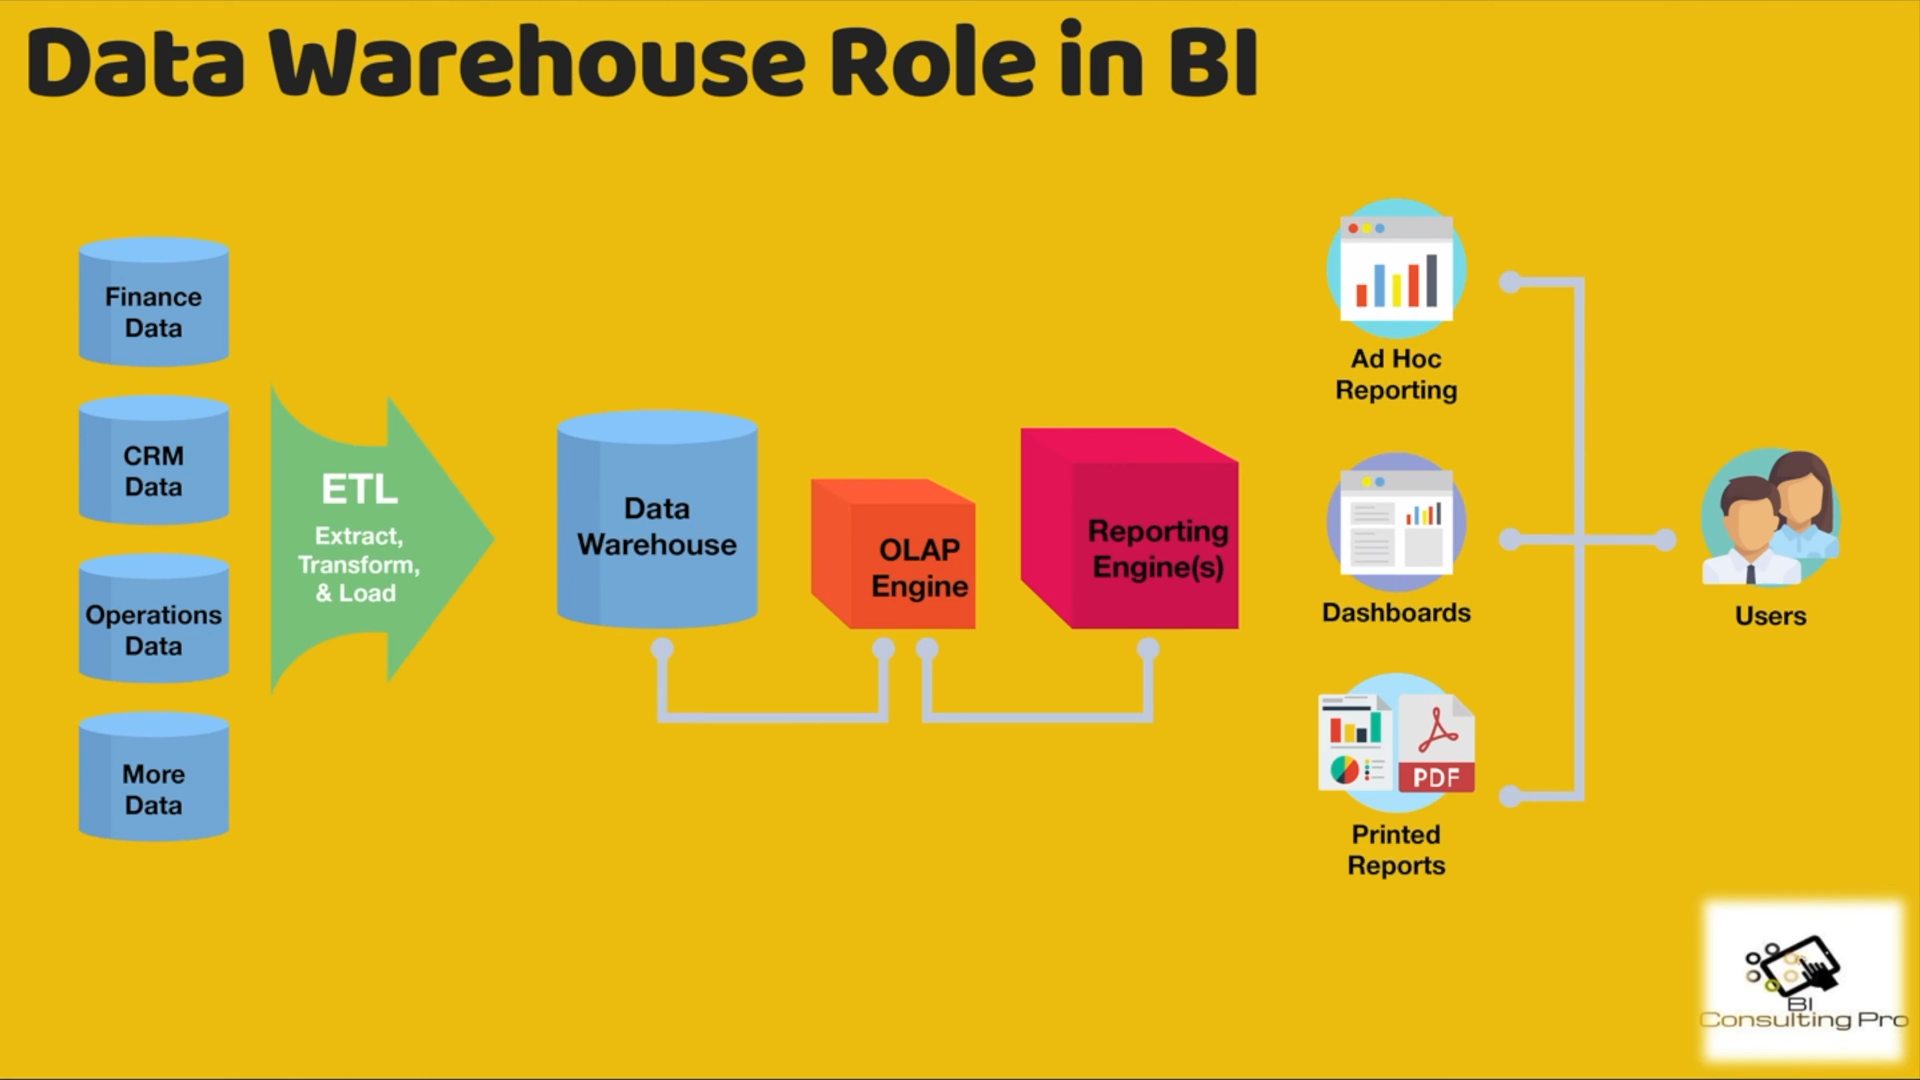 Data Warehouse Role in BI
Finance
Data
CRM
Data
Operations
Data
More
Data
ETL
Extract,
Transform,
& Load
Data
Warehouse
OLAP
Engine
Reporting
Engine(s)
Ad Hoc
Reporting
Dashboards
PDF
Printed
Reports
Users
BI
Consulting Pro